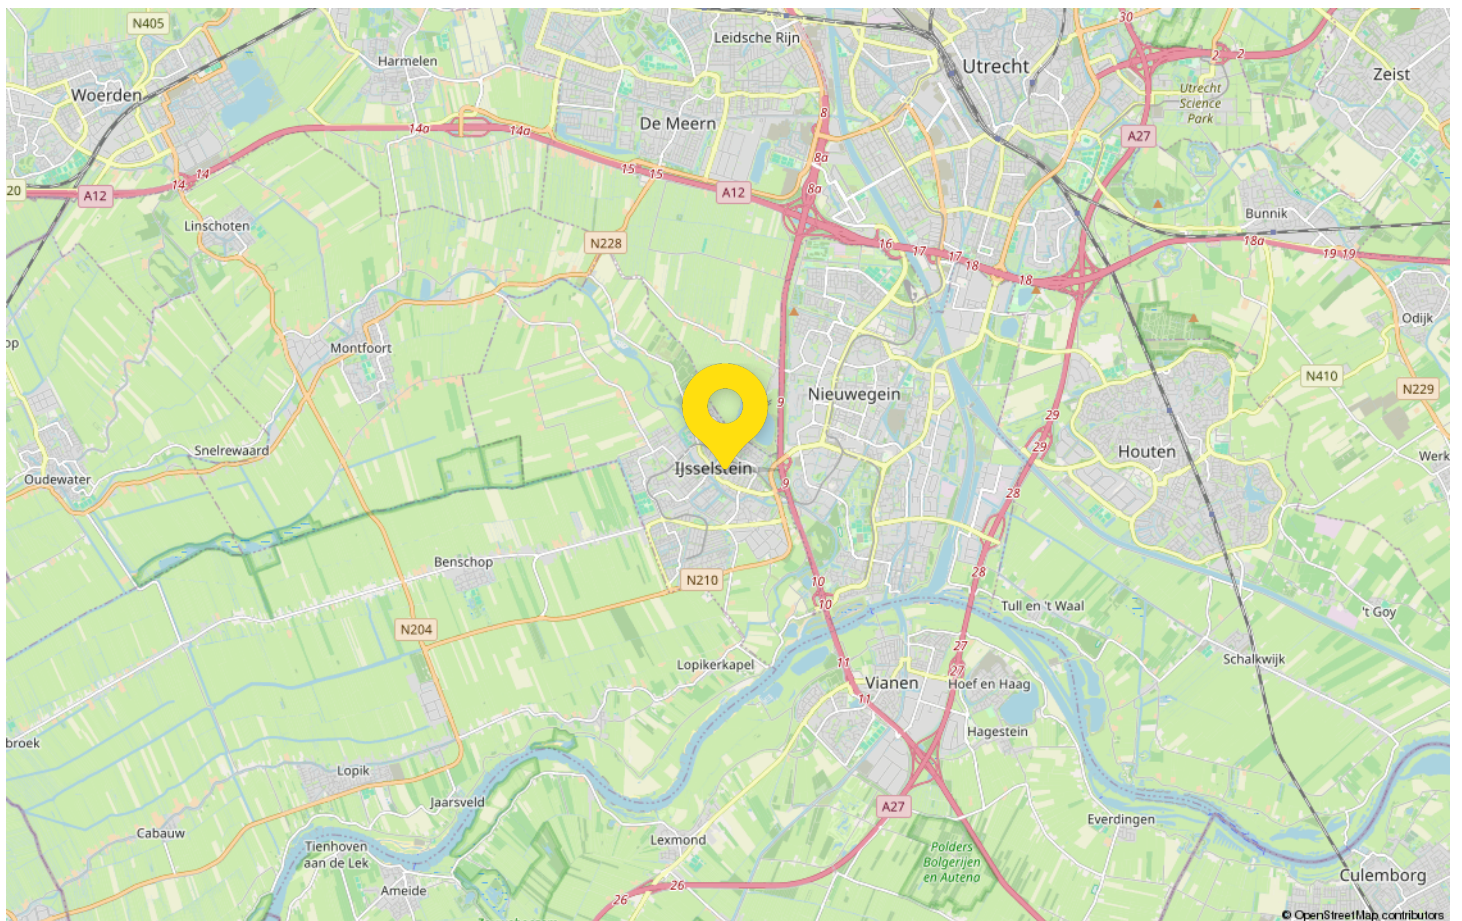 N405
Leidsche Rijn
30
Harmelen
Utrecht
2
2
Zeist
Woerden
Utrecht
Science
Park
De Meern
8
14a
14a
A27
8a
15
15
14
14
8a
A12
20
A12
Linschoten
Bunnik
N228
16
17
17
18
18
18a
19
19
Odijk
op
Montfoort
N410
N229
Nieuwegein
9
29
29
Snelrewaard
Houten
Werk
Oudewater
IJsselstein
9
28
Benschop
28
N210
10
10
Tull en 't Waal
't Goy
N204
27
Lopikerkapel
11
27
Schalkwijk
Vianen
Hoef en Haag
11
broek
Hagestein
Lopik
Jaarsveld
A27
Cabauw
Everdingen
Lexmond
Tienhoven
aan de Lek
Polders
Bolgerijen
en Autena
Ameide
26
26
Culemborg
© OpenStreetMap contributors